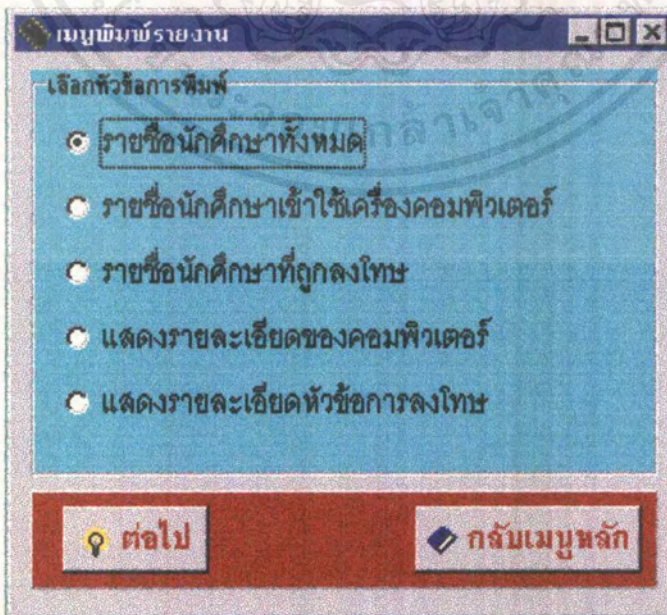 เมนูพิมพ์รายงาน
เลือกหัวข้อการพิมพ์
รายชื่อนักศึกษาทั้งหมด
รายชื่อนักศึกษาเข้าใช้เครื่องคอมพิวเตอร์
รายชื่อนักศึกษาที่ถูกลงโทษ
แสดงรายละเอียดของคอมพิวเตอร์
แสดงรายละเอียดหัวข้อการลงโทษ
ต่อไป
กลับเมนูหลัก